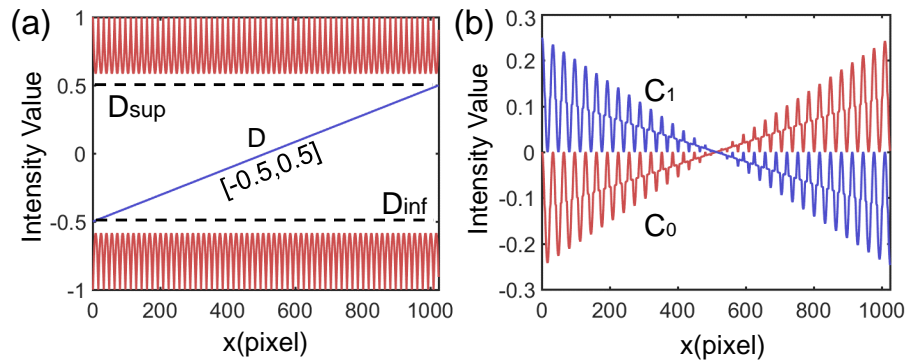 (a)
Intensity Value
1
0.5
0
-0.5
-1
Dsup
D
[-0.5,0.5]
Dinf
0 200 400 600 800 1000
x(pixel)
(b)
Intensity Value
0.3
0.2
0.1
0
-0.1
-0.2
-0.3
C1
C0
0 200 400 600 800 1000
x(pixel)